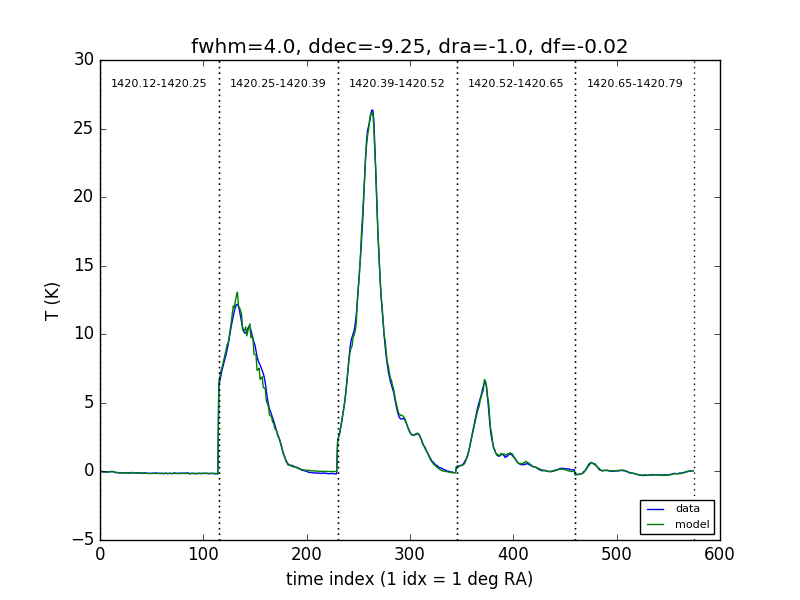 fwhm=4.0, ddec=-9.25, dra=-1.0, df=-0.02
30
1420.12-1420.25 1420.25-1420.39 1420.39-1420.52 1420.52-1420.65 1420.65-1420.79
25
20
15
T (K)
10
5
0
data
model
−5
0 100 200 300 400 500 600
time index (1 idx = 1 deg RA)